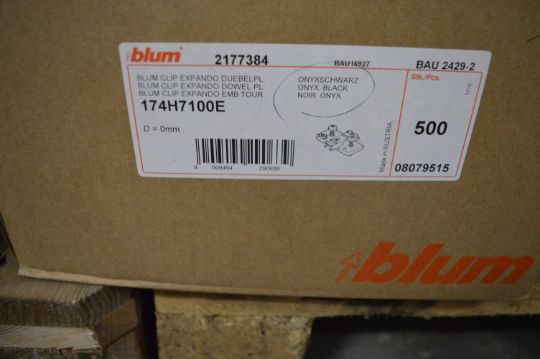 blum
2177384
BAU16927
BAU 2429-2
BLUM CLIP EXPANDO DUEBELPL.
BLUM CLIP EXPANDO DOWEL PL.
BLUM CLIP EXPANDO EMB TOUR
ONYXSCHWARZ
ONYX BLACK
NOIR ONYX
174H7100E
D = 0mm
Stk./Pcs.
500
Made in AUSTRIA
08079515
blum